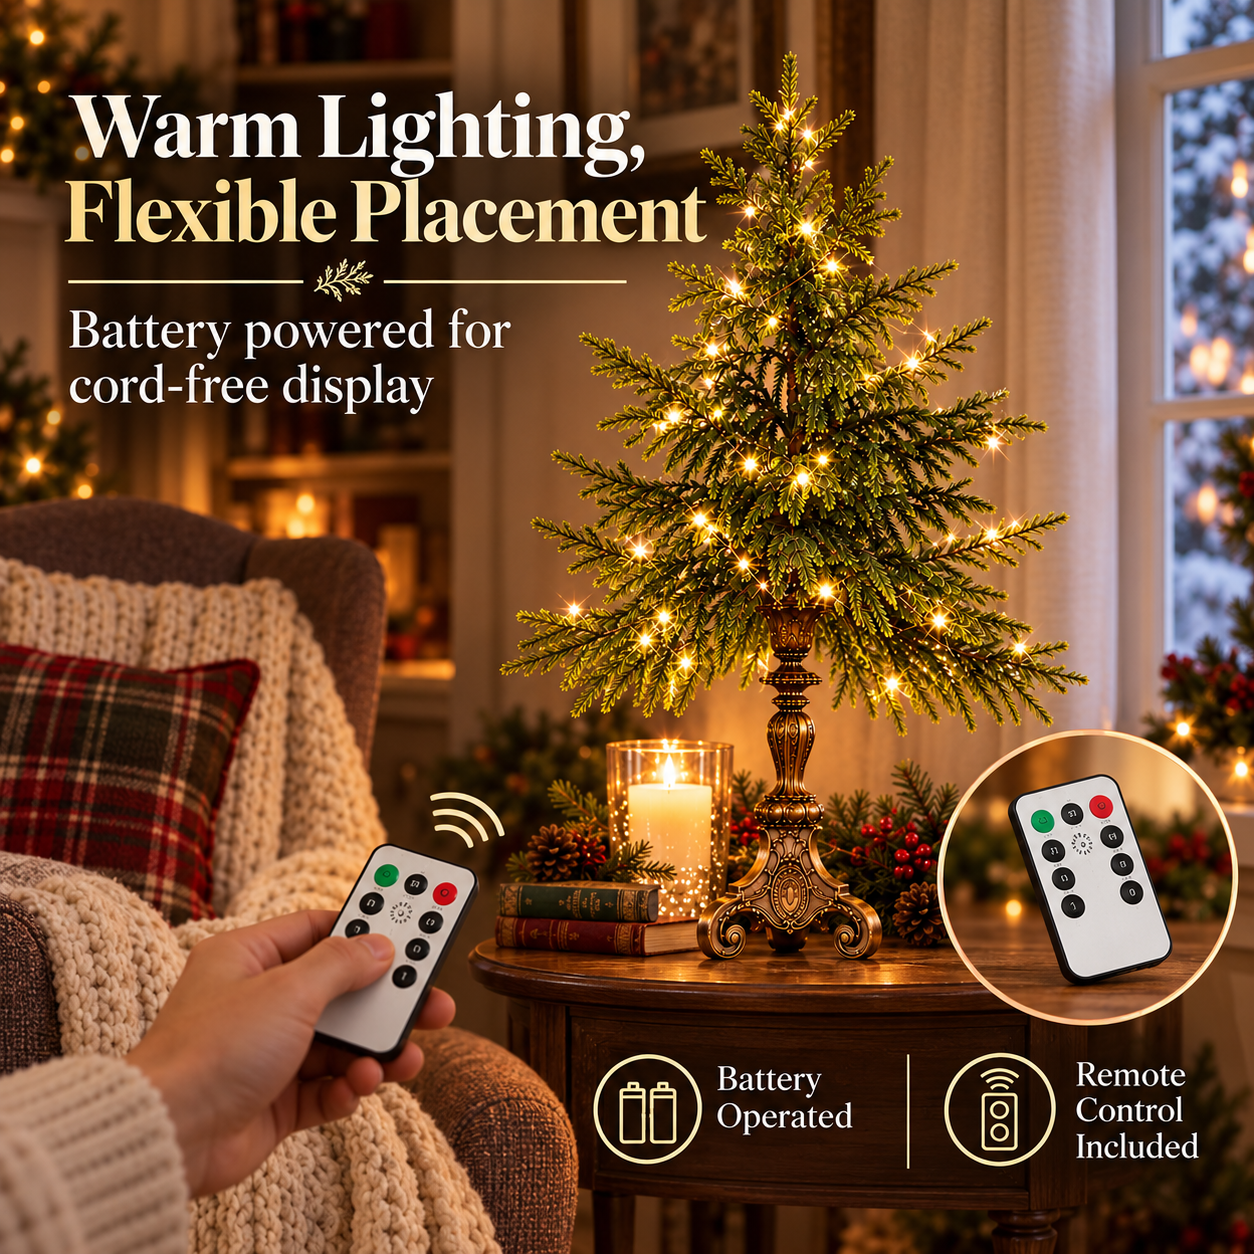 Warm Lighting,
Flexible Placement
Battery powered for
cord-free display
Battery
Operated
Remote
Control
Included